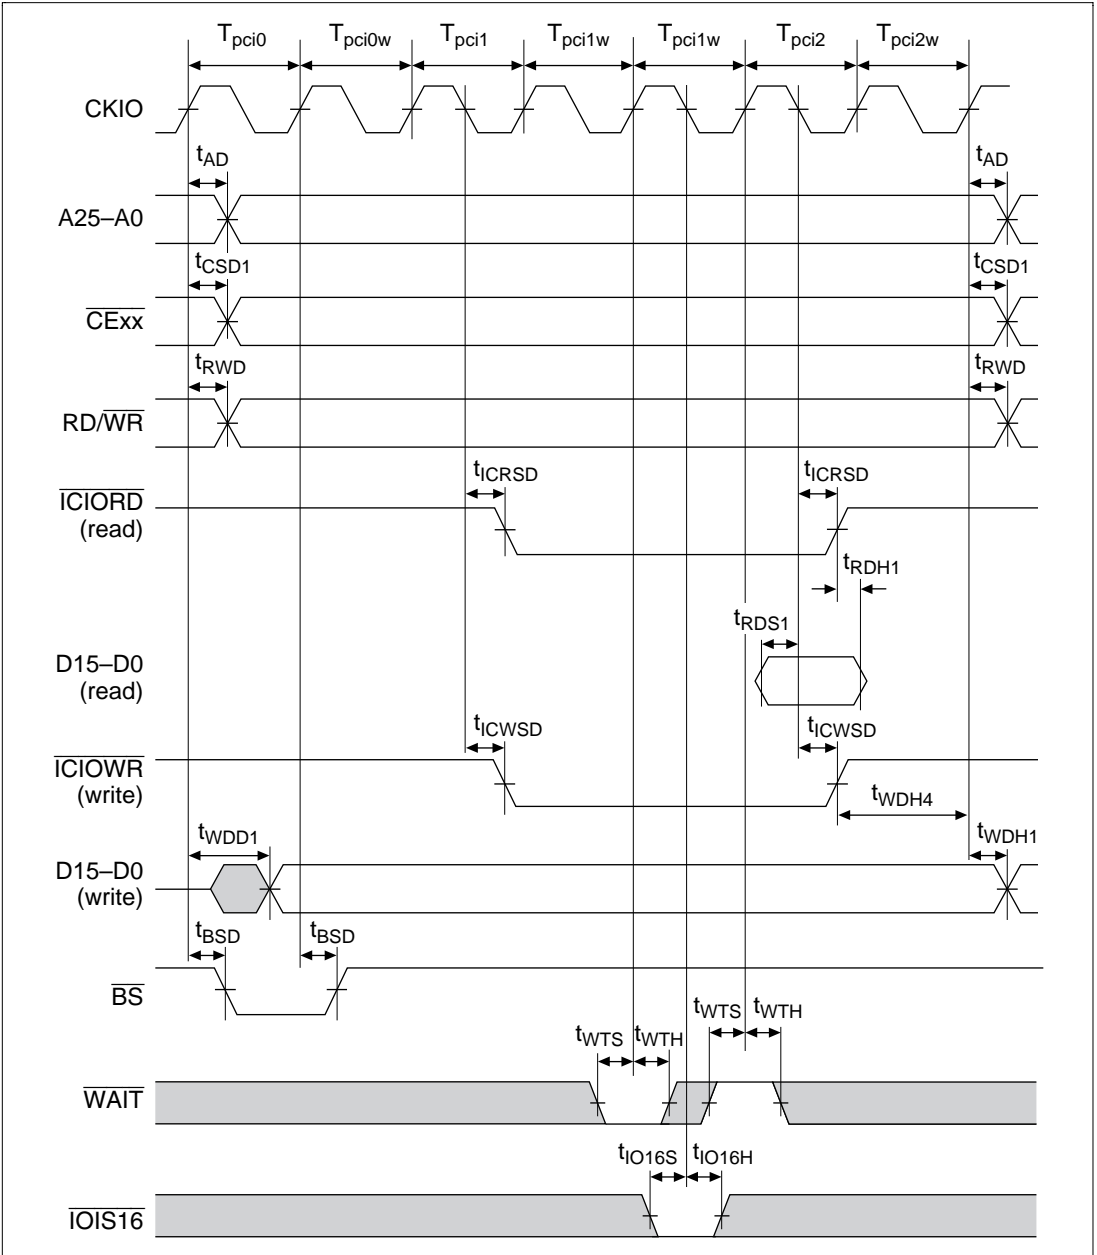 Tpci0 Tpci0w Tpci1 Tpci1w Tpci1w Tpci2 Tpci2w
CKIO
tAD tAD
A25–A0
tCSD1 tCSD1
CExx
tRWD tRWD
RD/WR
tICRSD tICRSD
ICIORD
(read)
tRDH1
tRDS1
D15–D0
(read)
tICWSD tICWSD
ICIOWR
(write)
tWDH4
tWDD1 tWDH1
D15–D0
(write)
tBSD tBSD
BS
tWTS tWTH
tWTS tWTH
WAIT
tIO16S tIO16H
IOIS16